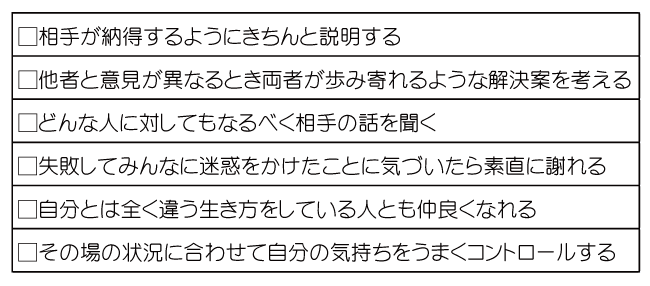 □相手が納得するようにきちんと説明する
□他者と意見が異なるとき両者が歩み寄れるような解決案を考える
□どんな人に対してもなるべく相手の話を聞く
□失敗してみんなに迷惑をかけたことに気づいたら素直に謝れる
□自分とは全く違う生き方をしている人とも仲良くなれる
□その場の状況に合わせて自分の気持ちをうまくコントロールする